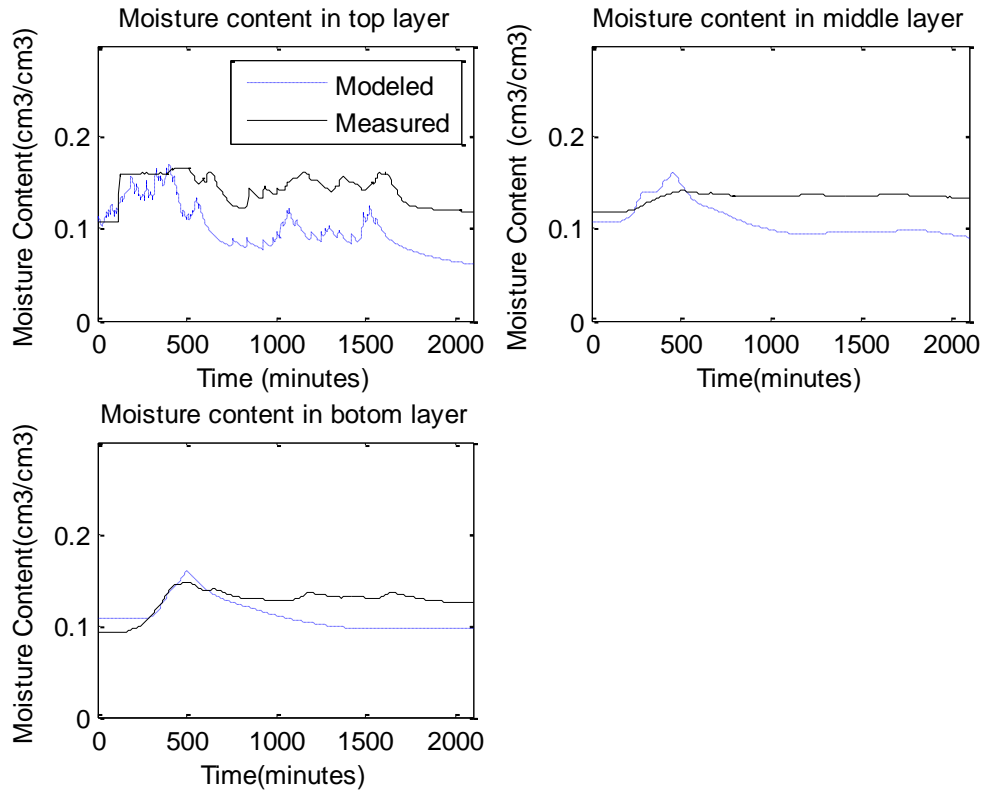 Moisture content in top layer
Moisture Content(cm3/cm3)
0.2
0.1
0
Modeled
Measured
0 500 1000 1500 2000
Time (minutes)
Moisture content in middle layer
Moisture Content (cm3/cm3)
0.2
0.1
0
0 500 1000 1500 2000
Time(minutes)
Moisture content in botom layer
Moisture Content(cm3/cm3)
0.2
0.1
0
0 500 1000 1500 2000
Time(minutes)